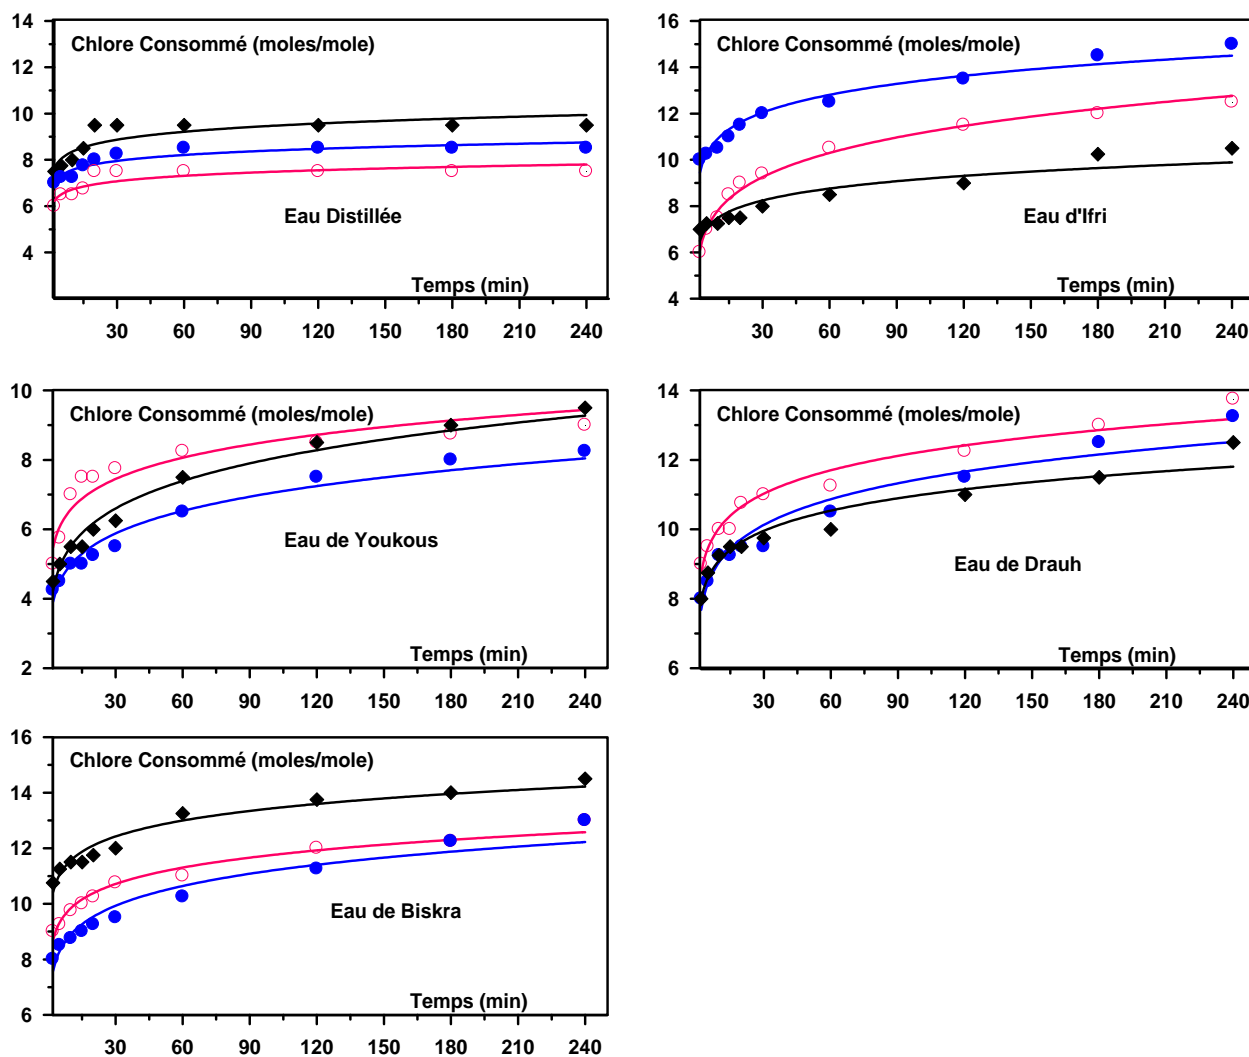 14
Chlore Consommé (moles/mole)
12
10
8
6
Eau Distillée
4
Temps (min)
30 60 90 120 150 180 210 240
16
Chlore Consommé (moles/mole)
14
12
10
8
Eau d'Ifri
6
Temps (min)
4
30 60 90 120 150 180 210 240
10
Chlore Consommé (moles/mole)
8
6
Eau de Youkous
4
Temps (min)
2
30 60 90 120 150 180 210 240
14
Chlore Consommé (moles/mole)
12
10
Eau de Drauh
8
Temps (min)
6
30 60 90 120 150 180 210 240
16
Chlore Consommé (moles/mole)
14
12
10
Eau de Biskra
8
Temps (min)
6
30 60 90 120 150 180 210 240